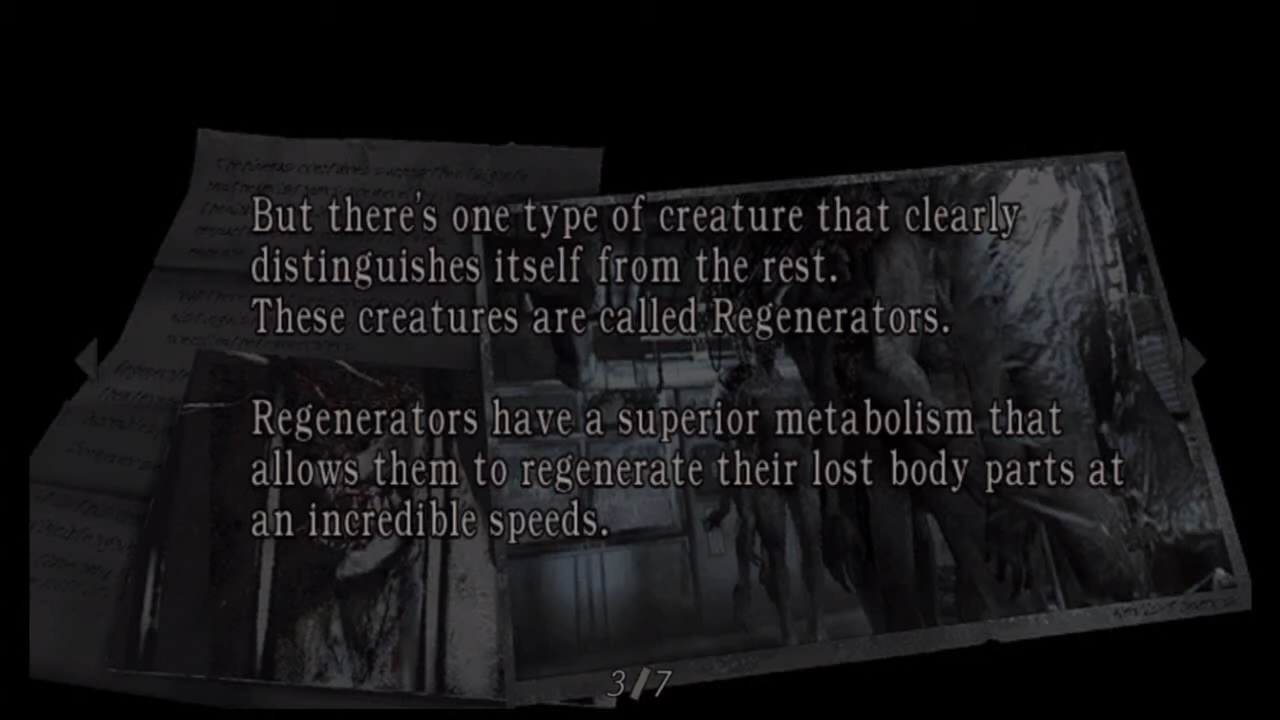 But there's one type of creature that clearly
distinguishes itself from the rest.
These creatures are called Regenerators.
Regenerators have a superior metabolism that
allows them to regenerate their lost body parts at
an incredible speeds.
3/7